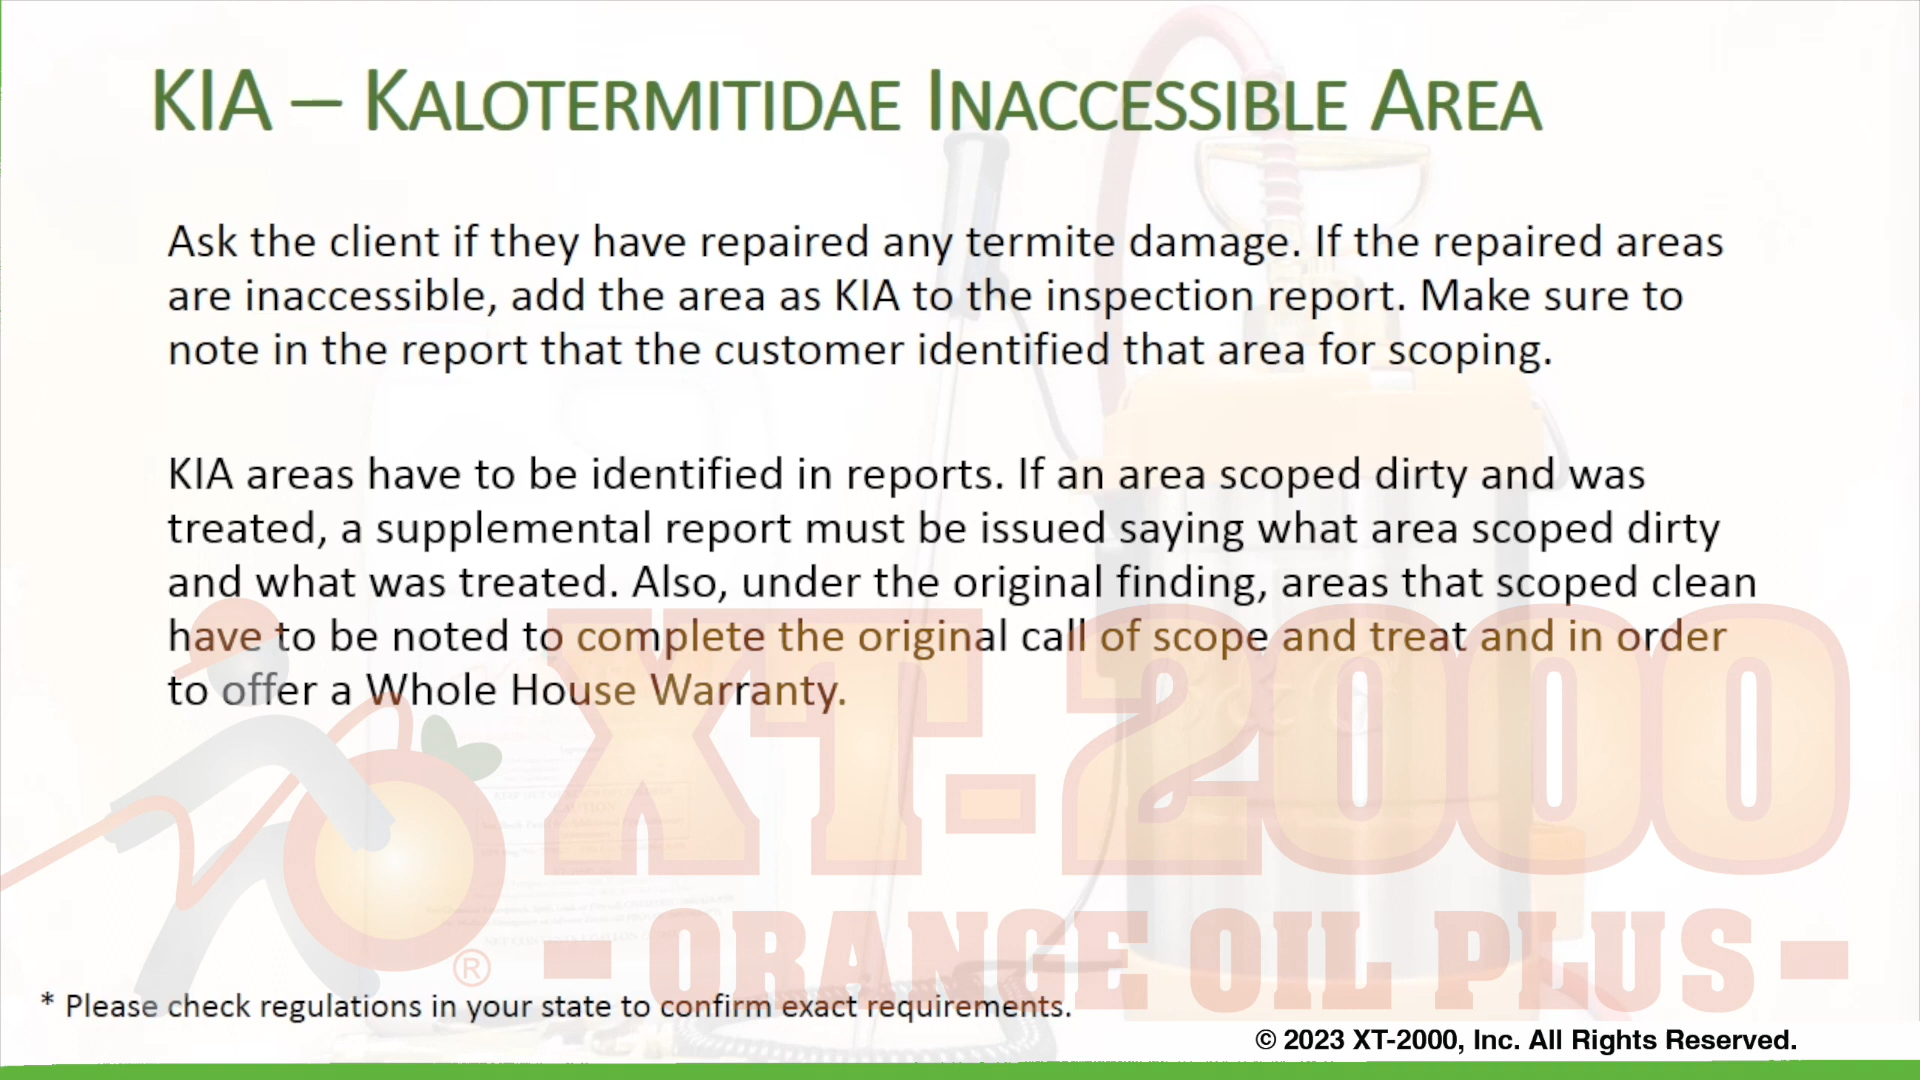 KIA – KALOTERMITIDAE INACCESSIBLE AREA
Ask the client if they have repaired any termite damage. If the repaired areas
are inaccessible, add the area as KIA to the inspection report. Make sure to
note in the report that the customer identified that area for scoping.
KIA areas have to be identified in reports. If an area scoped dirty and was
treated, a supplemental report must be issued saying what area scoped dirty
and what was treated. Also, under the original finding, areas that scoped clean
have to be noted to complete the original call of scope and treat and in order
to offer a Whole House Warranty.
XT-2000
®
- ORANGE OIL PLUS -
* Please check regulations in your state to confirm exact requirements.
© 2023 XT-2000, Inc. All Rights Reserved.